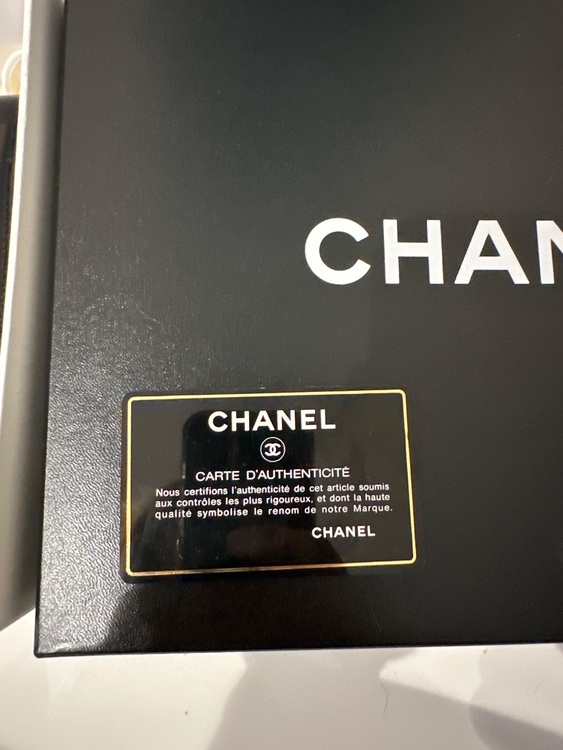 CHAN
CHANEL
CARTE D'AUTHENTICITÉ
Nous certifions l'authenticité de cet article soumis
aux contrôles les plus rigoureux, et dont la haute
qualité symbolise le renom de notre Marque.
CHANEL